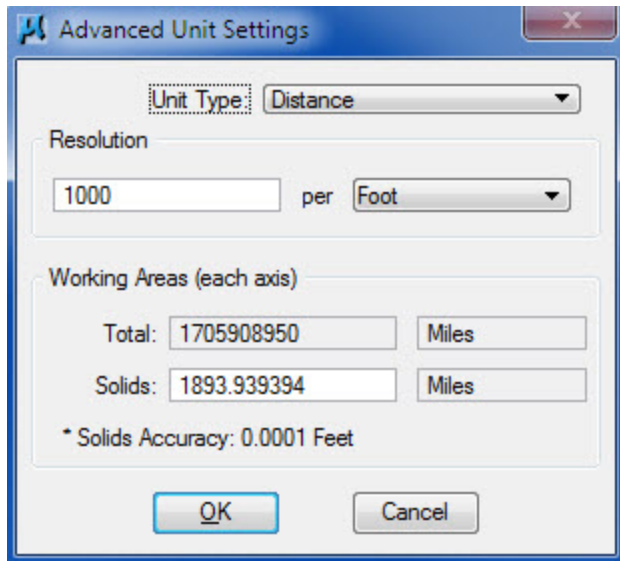 Advanced Unit Settings
Unit Type: Distance
Resolution
1000 per Foot
Working Areas (each axis)
Total: 1705908950 Miles
Solids: 1893.939394 Miles
* Solids Accuracy: 0.0001 Feet
OK Cancel